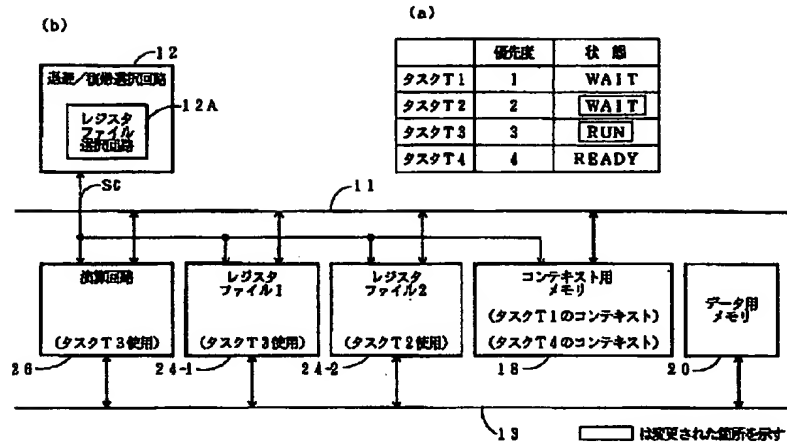 (b)
(a)
12
退避/復帰選択回路
12A
レジスタ
ファイル
選択回路
SC
優先度 状態
タスクT1 1 WAIT
タスクT2 2 WAIT
タスクT3 3 RUN
タスクT4 4 READY
11
演算回路
(タスクT3使用)
レジスタ
ファイル1
(タスクT3使用)
レジスタ
ファイル2
(タスクT2使用)
コンテキスト用
メモリ
(タスクT1のコンテキスト)
(タスクT4のコンテキスト)
データ用
メモリ
26
24-1
24-2
18
20
13
は変更された箇所を示す